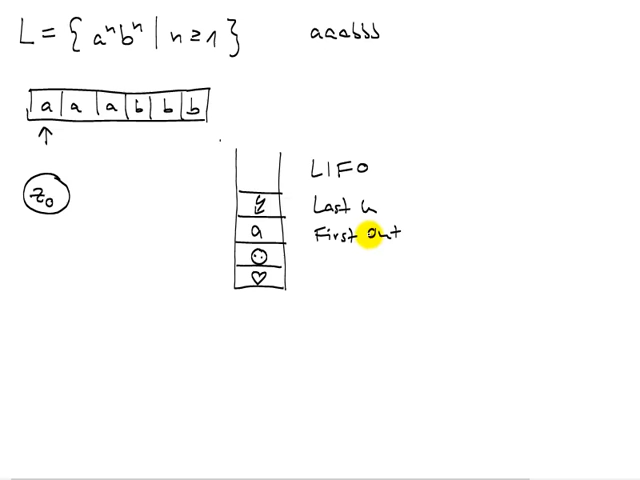 L = { aⁿbⁿ | n ≥ 1 }
aaabbb
a a a b b b
↑
z₀
LIFO
Last in
a
First out